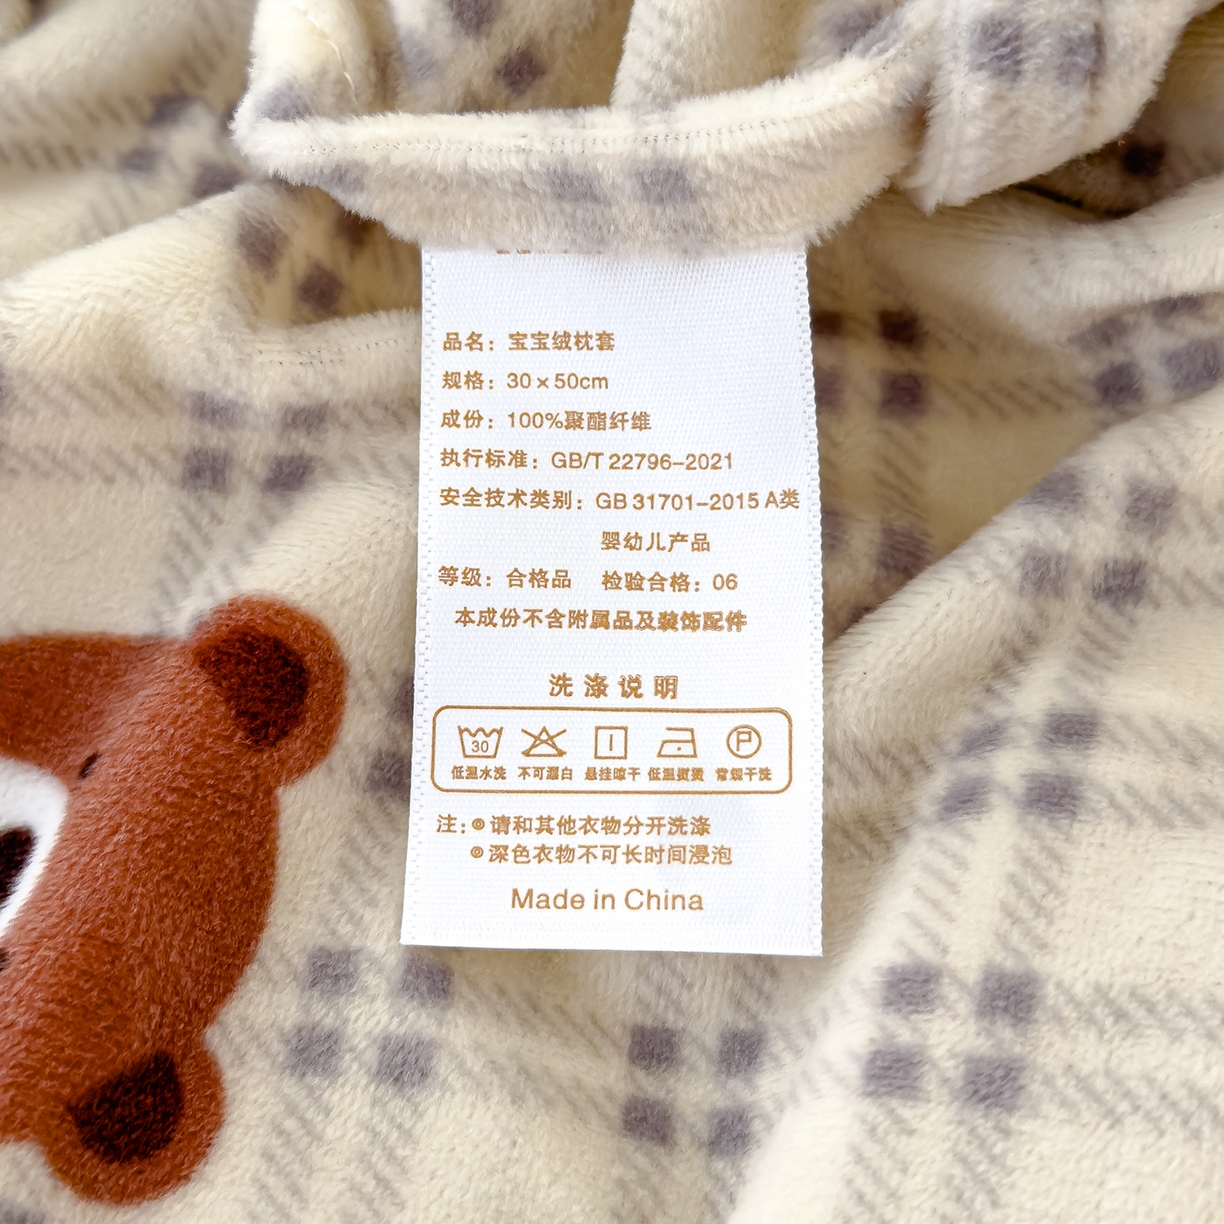 品名：宝宝绒枕套
规格：30×50cm
成份：100%聚酯纤维
执行标准：GB/T 22796-2021
安全技术类别：GB 31701-2015 A类
婴幼儿产品
等级：合格品 检验合格：06
本成份不含附属品及装饰配件
洗涤说明
30 P
低温水洗 不可漂白 悬挂晾干 低温熨烫 常规干洗
注：◎请和其他衣物分开洗涤
◎深色衣物不可长时间浸泡
Made in China